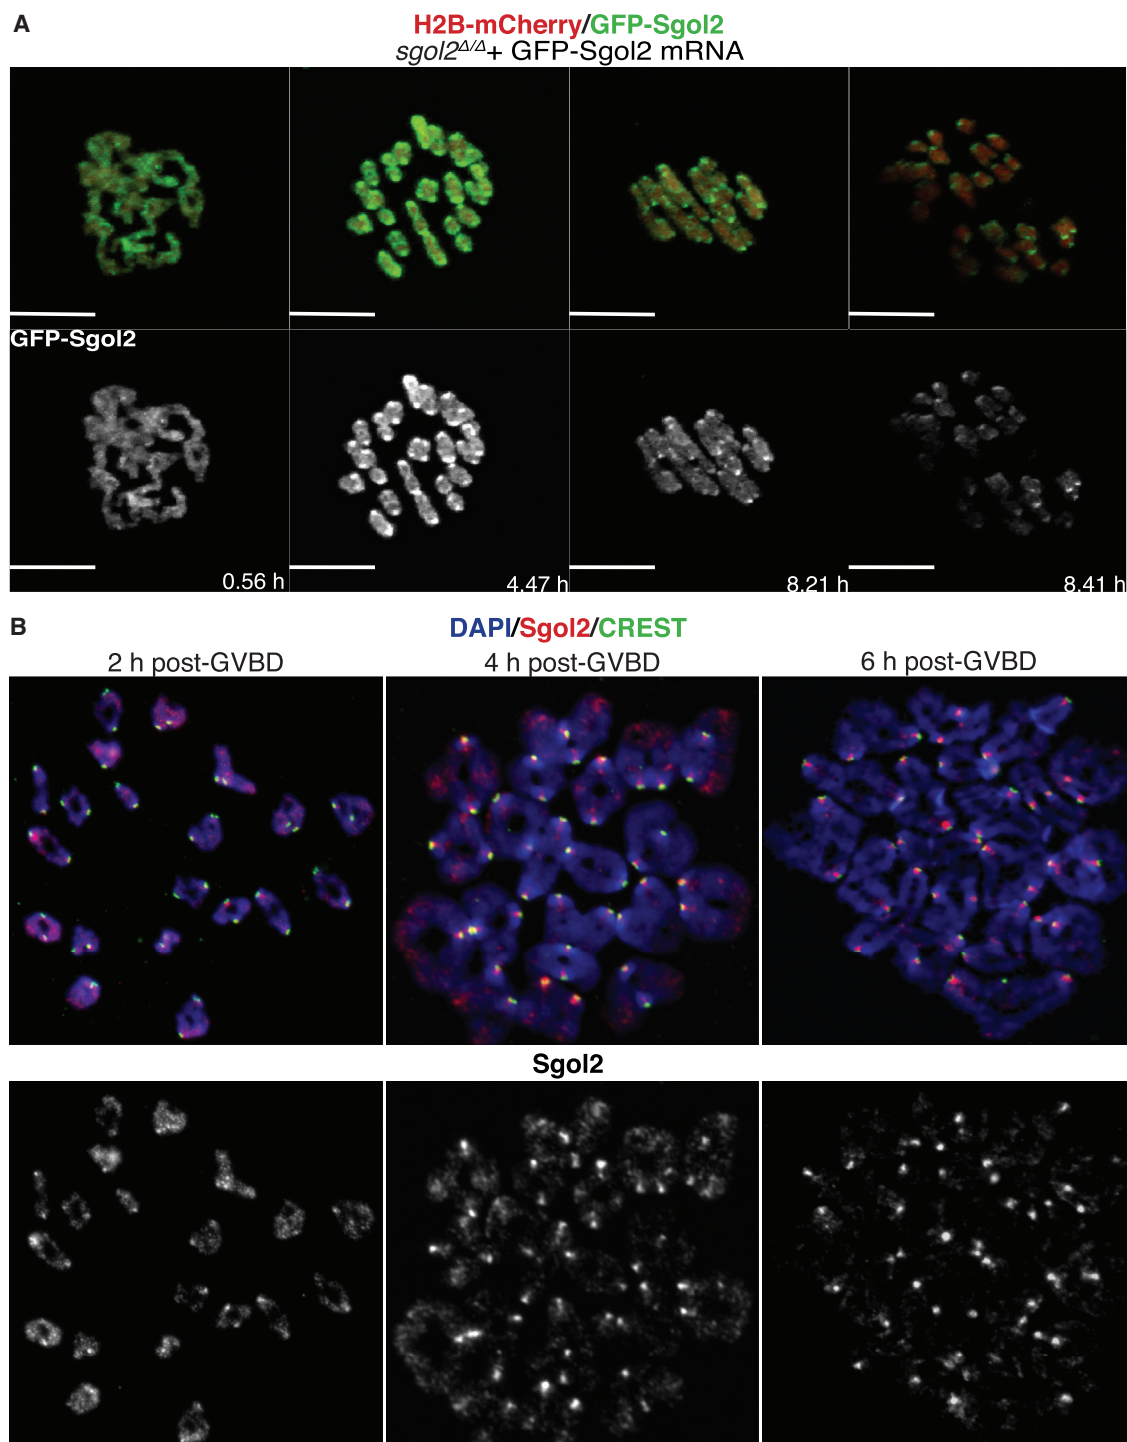 A
H2B-mCherry/GFP-Sgol2
sgol2Δ/Δ+ GFP-Sgol2 mRNA
GFP-Sgol2
0.56 h
4.47 h
8.21 h
8.41 h
B
DAPI/Sgol2/CREST
2 h post-GVBD
4 h post-GVBD
6 h post-GVBD
Sgol2